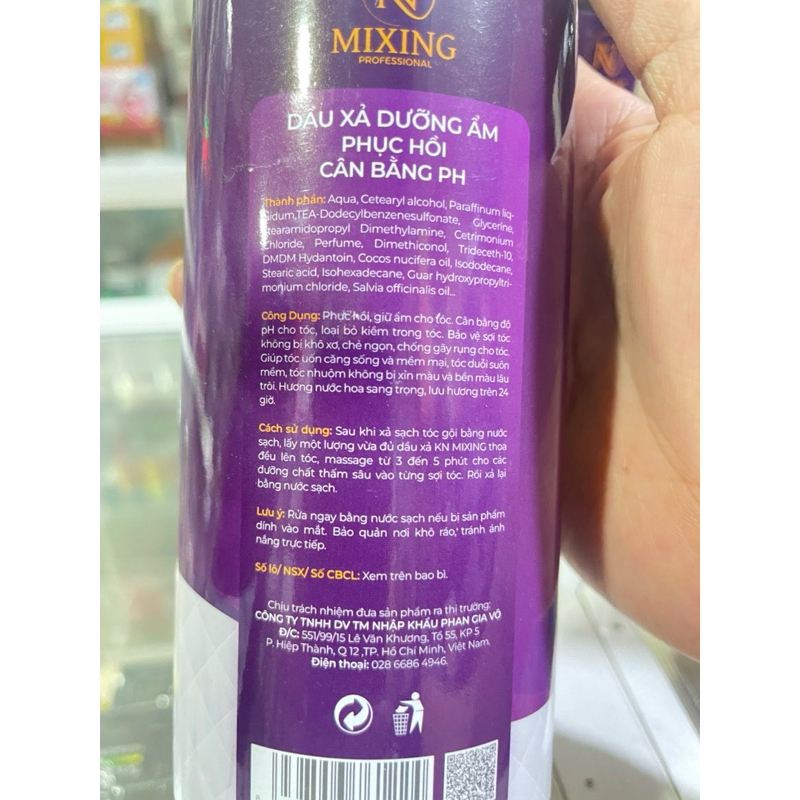 KN
MIXING
PROFESSIONAL
DẦU XẢ DƯỠNG ẨM
PHỤC HỒI
CÂN BẰNG PH
Thành phần: Aqua, Cetearyl alcohol, Paraffinum liq-
uidum,TEA-Dodecylbenzenesulfonate, Glycerine,
Stearamidopropyl Dimethylamine, Cetrimonium
Chloride, Perfume, Dimethiconol, Trideceth-10,
DMDM Hydantoin, Cocos nucifera oil, Isododecane,
Stearic acid, Isohexadecane, Guar hydroxypropyltri-
monium chloride, Salvia officinalis oil...
Công Dụng: Phục hồi, giữ ẩm cho tóc. Cân bằng độ
pH cho tóc, loại bỏ kiềm trong tóc. Bảo vệ sợi tóc
không bị khô xơ, chẻ ngọn, chống gãy rụng cho tóc.
Giúp tóc uốn căng sống và mềm mại, tóc duỗi suôn
mềm, tóc nhuộm không bị xỉn màu và bền màu lâu
trôi. Hương nước hoa sang trọng, lưu hương trên 24
giờ.
Cách sử dụng: Sau khi xả sạch tóc gội bằng nước
sạch, lấy một lượng vừa đủ dầu xả KN MIXING thoa
đều lên tóc, massage từ 3 đến 5 phút cho các
dưỡng chất thấm sâu vào từng sợi tóc. Rồi xả lại
bằng nước sạch.
Lưu ý: Rửa ngay bằng nước sạch nếu bị sản phẩm
dính vào mắt. Bảo quản nơi khô ráo, tránh ánh
nắng trực tiếp.
Số lô/ NSX/ Số CBCL: Xem trên bao bì.
Chịu trách nhiệm đưa sản phẩm ra thị trường:
CÔNG TY TNHH DV TM NHẬP KHẨU PHAN GIA VÕ
Đ/C: 551/99/15 Lê Văn Khương, Tổ 55, KP 5
P. Hiệp Thành, Q 12 ,TP. Hồ Chí Minh, Việt Nam.
Điện thoại: 028 6686 4946.